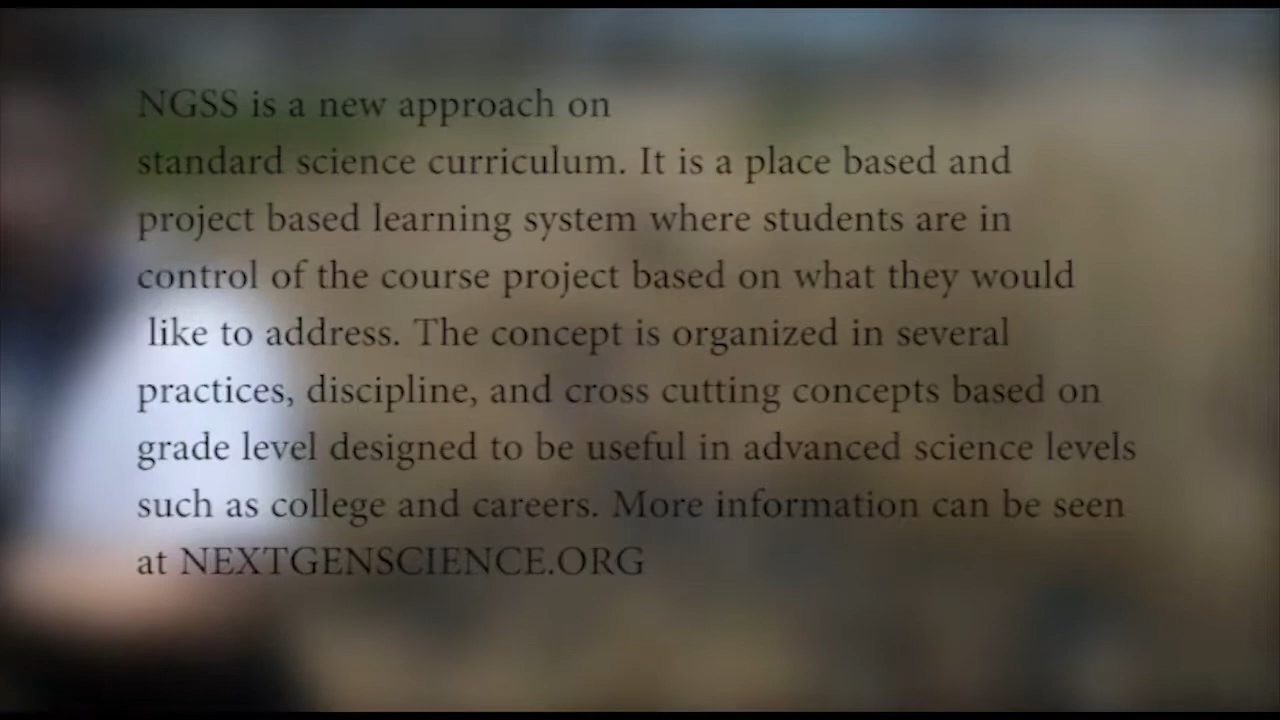 NGSS is a new approach on
standard science curriculum. It is a place based and
project based learning system where students are in
control of the course project based on what they would
like to address. The concept is organized in several
practices, discipline, and cross cutting concepts based on
grade level designed to be useful in advanced science levels
such as college and careers. More information can be seen
at NEXTGENSCIENCE.ORG